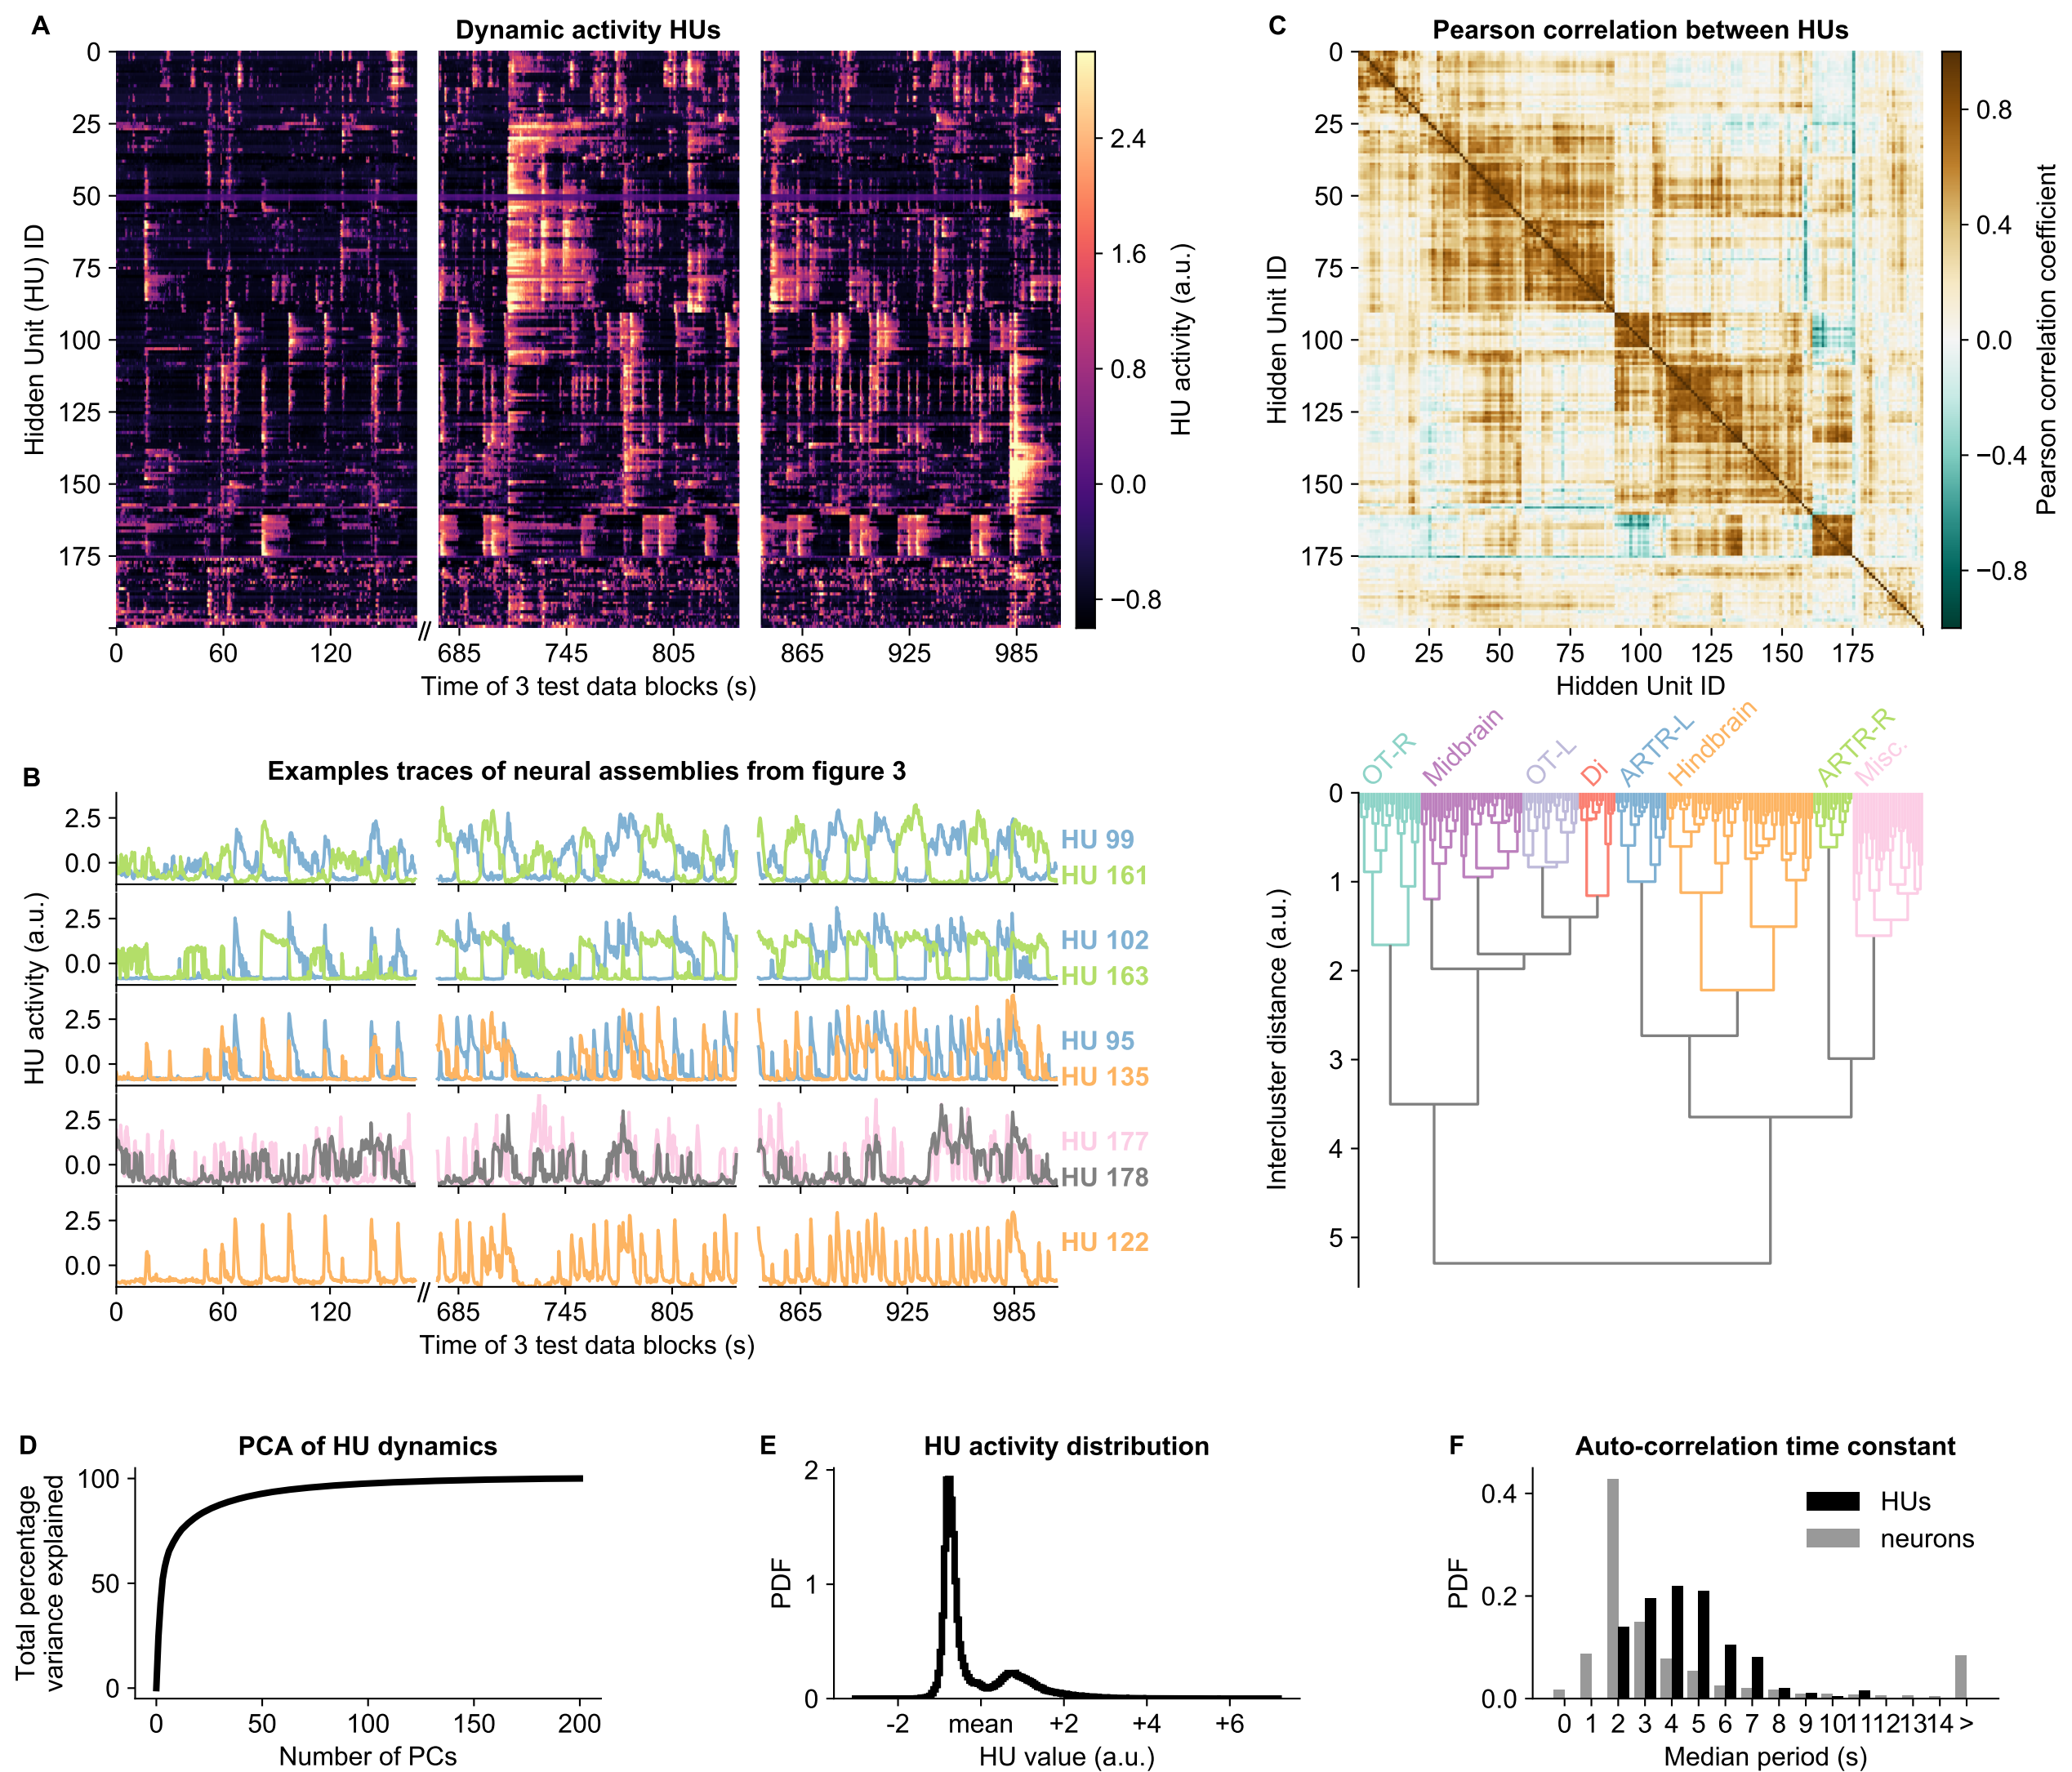 A
Dynamic activity HUs
0
25
50
75
100
125
150
175
Hidden Unit (HU) ID
0
60
120
685
745
805
865
925
985
//
Time of 3 test data blocks (s)
2.4
1.6
0.8
0.0
−0.8
HU activity (a.u.)
C
Pearson correlation between HUs
0
25
50
75
100
125
150
175
Hidden Unit ID
0
25
50
75
100
125
150
175
Hidden Unit ID
0.8
0.4
0.0
−0.4
−0.8
Pearson correlation coefficient
OT-R
Midbrain
OT-L
Di
ARTR-L
Hindbrain
ARTR-R
Misc.
0
1
2
3
4
5
Intercluster distance (a.u.)
B
Examples traces of neural assemblies from figure 3
2.5
0.0
HU 99
HU 161
2.5
0.0
HU 102
HU 163
2.5
0.0
HU 95
HU 135
2.5
0.0
HU 177
HU 178
2.5
0.0
HU 122
HU activity (a.u.)
0
60
120
//
685
745
805
865
925
985
Time of 3 test data blocks (s)
D
PCA of HU dynamics
100
50
0
Total percentage
variance explained
0
50
100
150
200
Number of PCs
E
HU activity distribution
2
1
0
PDF
-2
mean
+2
+4
+6
HU value (a.u.)
F
Auto-correlation time constant
0.4
0.2
0.0
PDF
HUs
neurons
0
1
2
3
4
5
6
7
8
9
10
11
12
13
14
>
Median period (s)